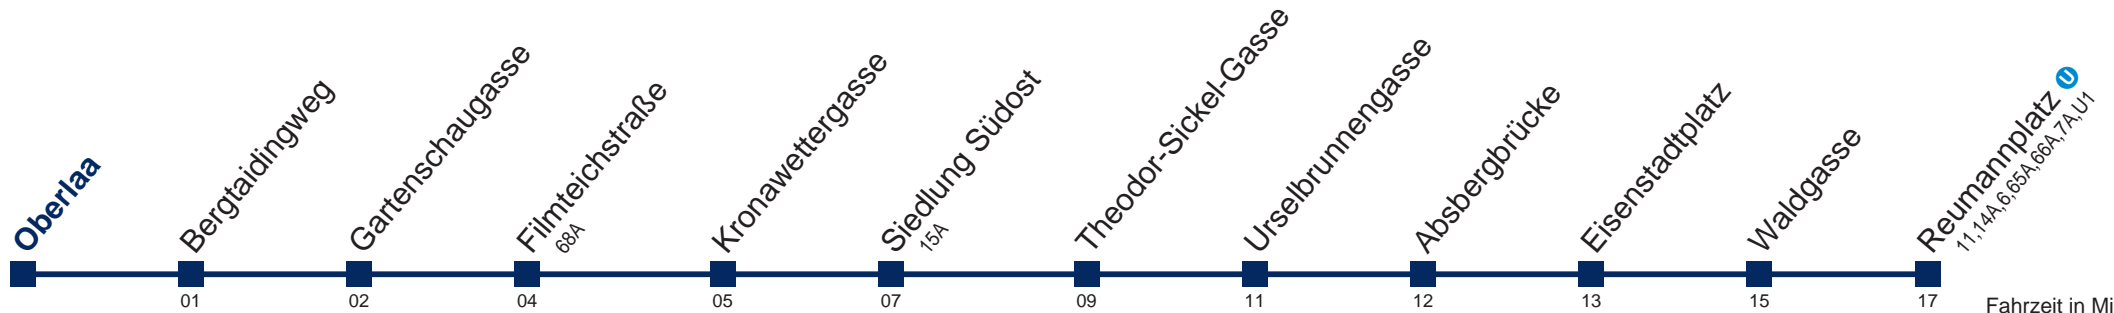 Oberlaa
Bergtaidingweg
Gartenschaugasse
Filmteichstraße
68A
Kronawettergasse
Siedlung Südost
15A
Theodor-Sickel-Gasse
Urselbrunnengasse
Absbergbrücke
Eisenstadtplatz
Waldgasse
Reumannplatz U
11,14A,6,65A,66A,7A,U1
01 02 04 05 07 09 11 12 13 15 17 Fahrzeit in Mi